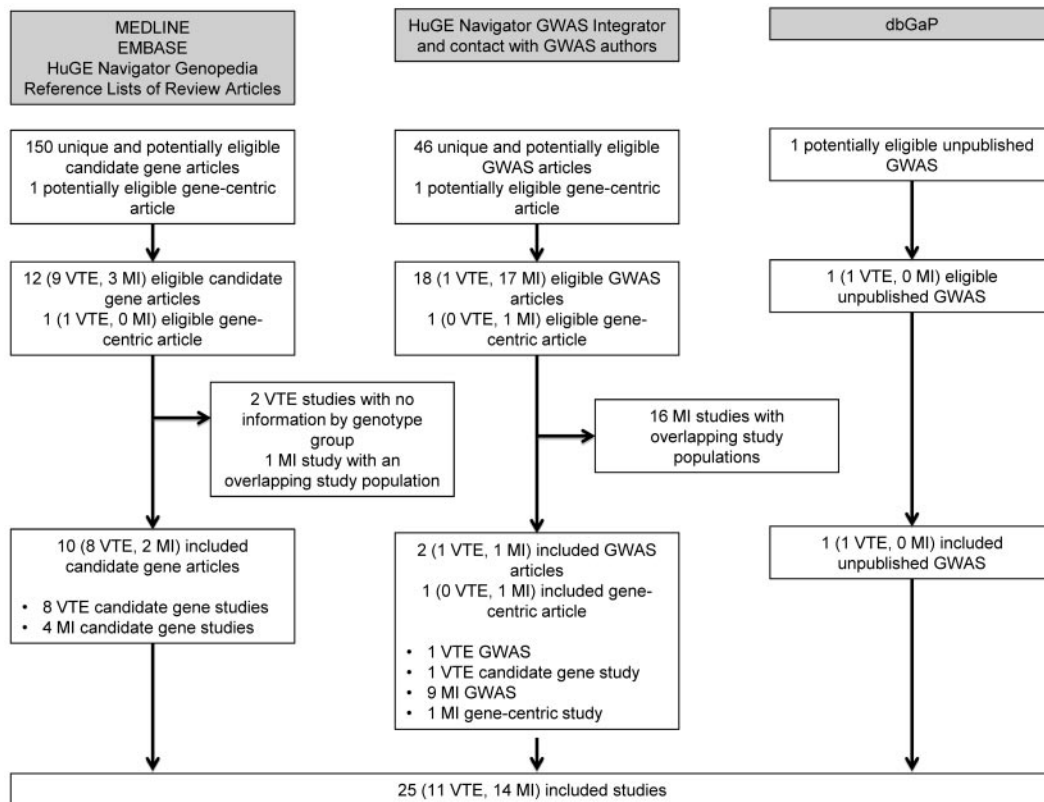 MEDLINE
EMBASE
HuGE Navigator Genopedia
Reference Lists of Review Articles
HuGE Navigator GWAS Integrator
and contact with GWAS authors
dbGaP
150 unique and potentially eligible
candidate gene articles
1 potentially eligible gene-centric
article
46 unique and potentially eligible
GWAS articles
1 potentially eligible gene-centric
article
1 potentially eligible unpublished
GWAS
12 (9 VTE, 3 MI) eligible candidate
gene articles
1 (1 VTE, 0 MI) eligible gene-
centric article
18 (1 VTE, 17 MI) eligible GWAS
articles
1 (0 VTE, 1 MI) eligible gene-
centric article
1 (1 VTE, 0 MI) eligible
unpublished GWAS
2 VTE studies with no
information by genotype
group
1 MI study with an
overlapping study population
16 MI studies with
overlapping study
populations
10 (8 VTE, 2 MI) included
candidate gene articles
• 8 VTE candidate gene studies
• 4 MI candidate gene studies
2 (1 VTE, 1 MI) included GWAS
articles
1 (0 VTE, 1 MI) included gene-
centric article
• 1 VTE GWAS
• 1 VTE candidate gene study
• 9 MI GWAS
• 1 MI gene-centric study
1 (1 VTE, 0 MI) included
unpublished GWAS
25 (11 VTE, 14 MI) included studies